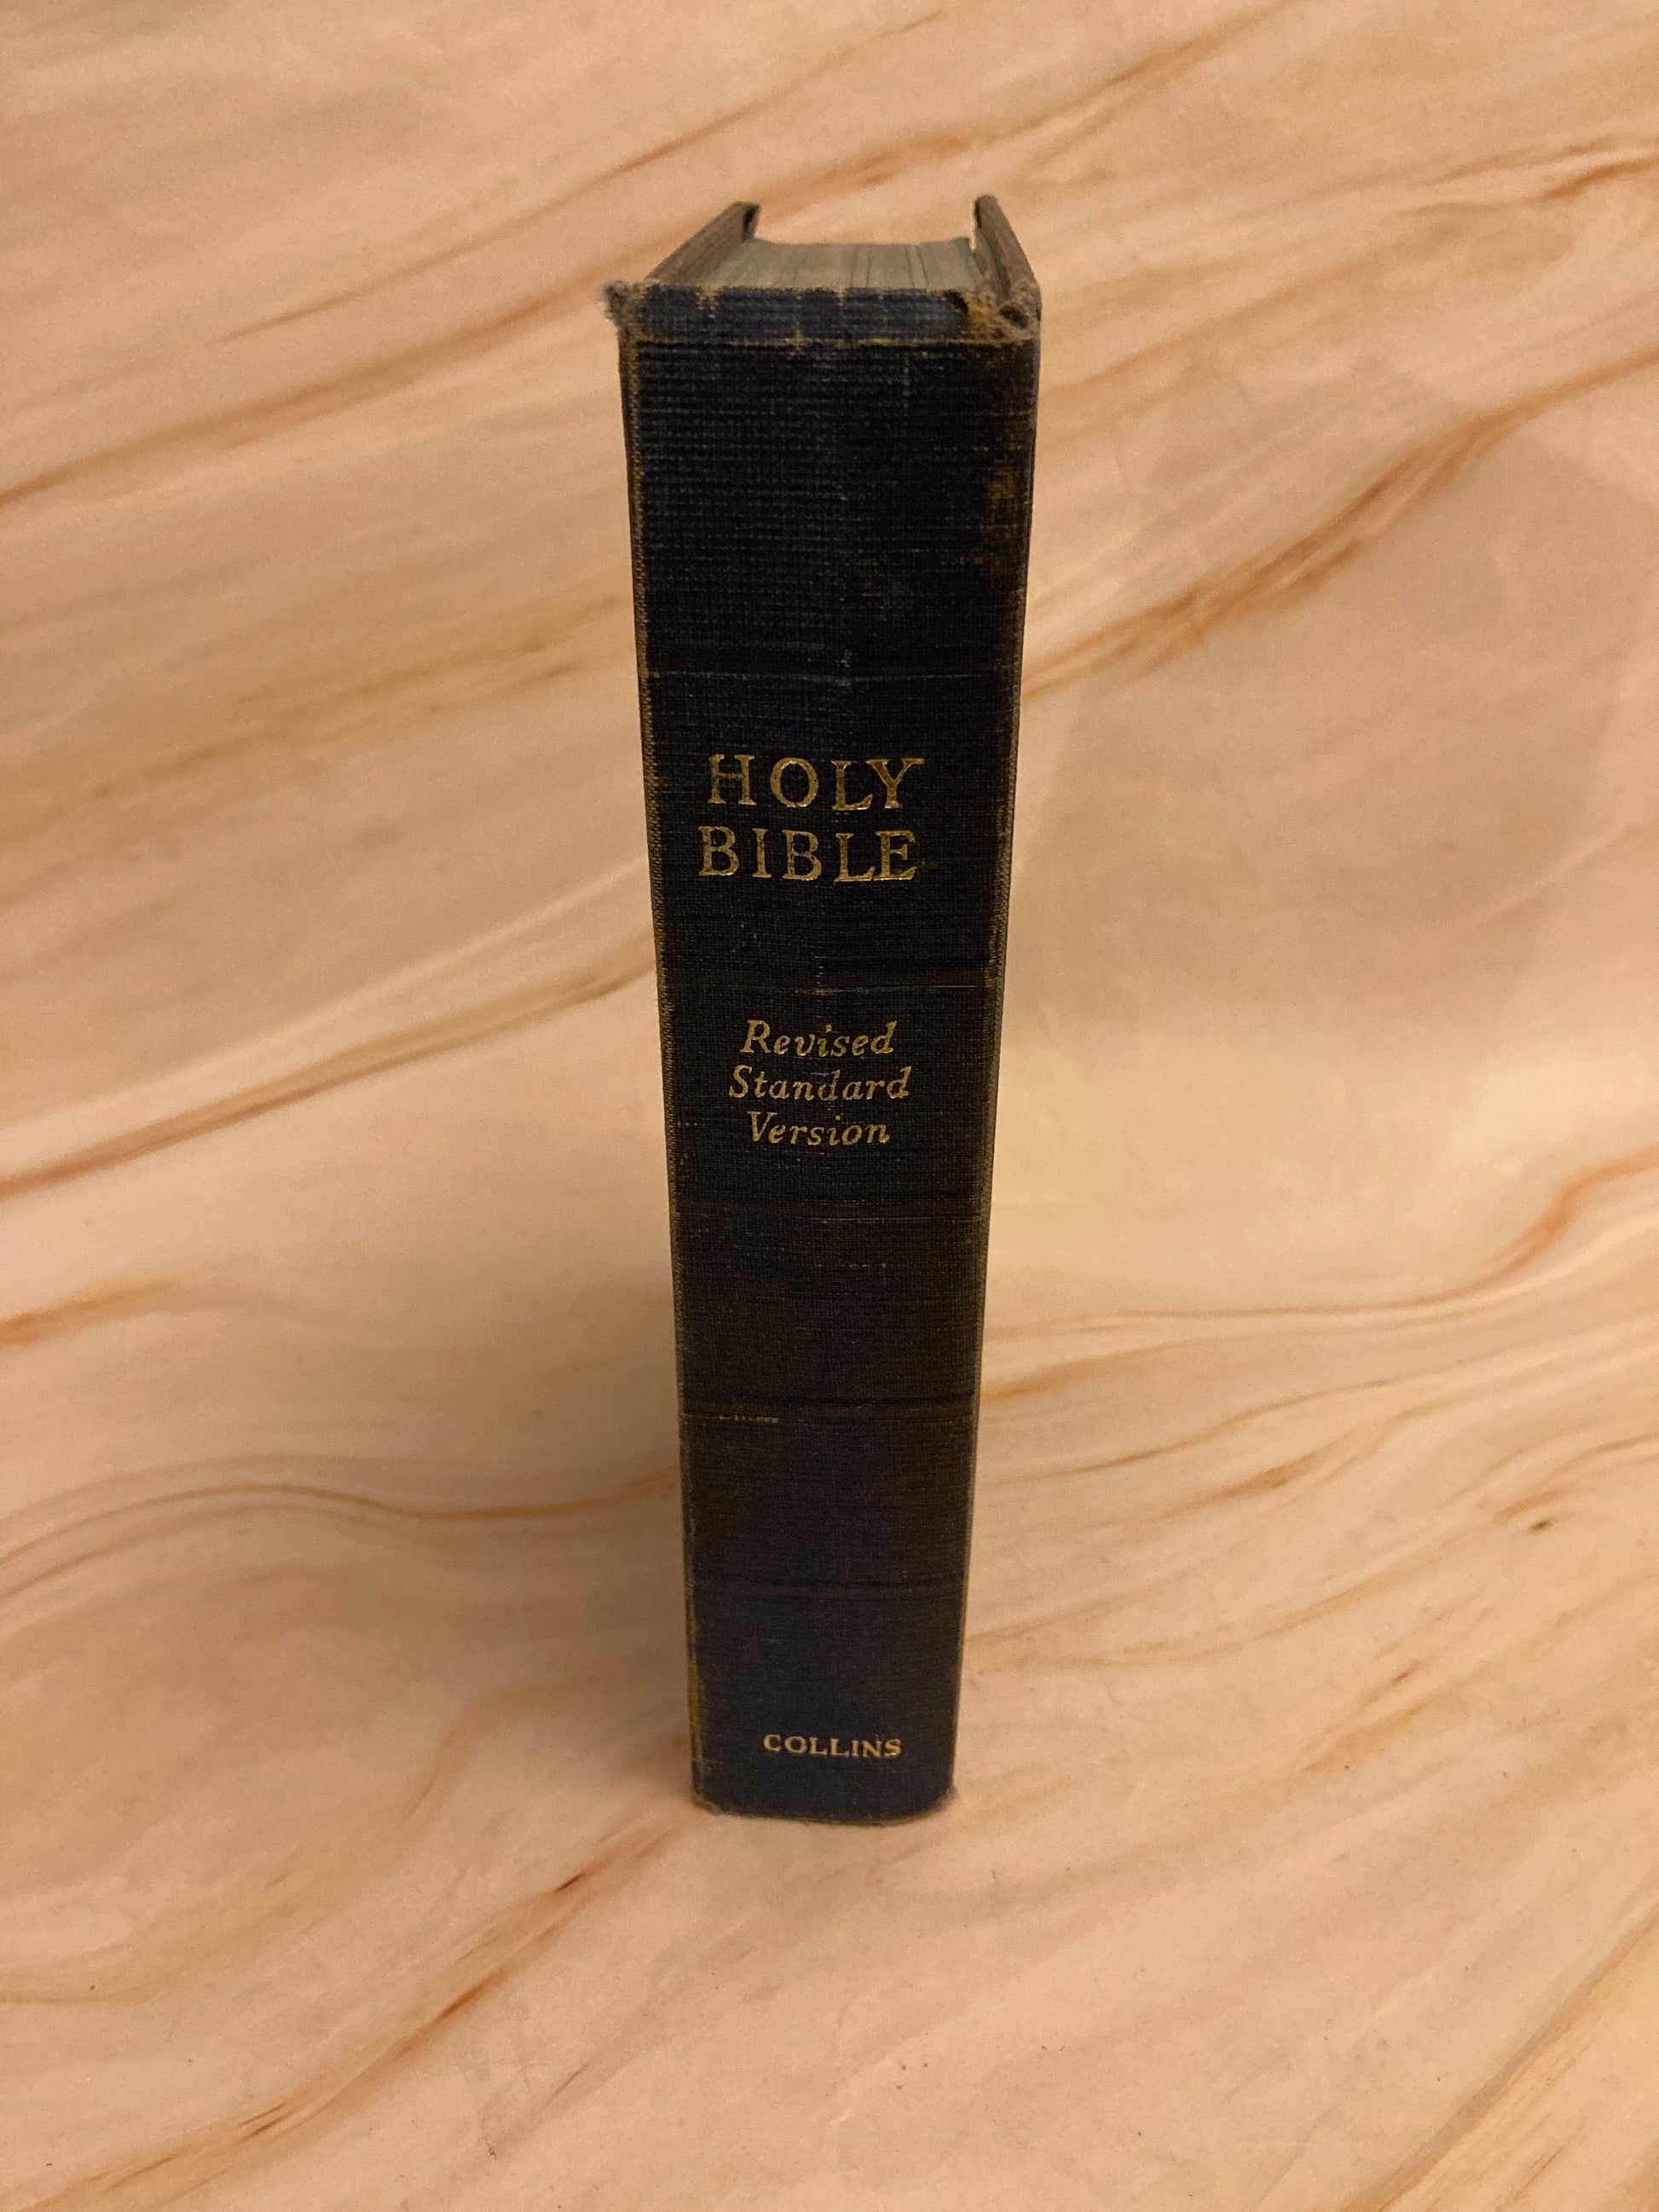 HOLY
BIBLE
Revised
Standard
Version
COLLINS